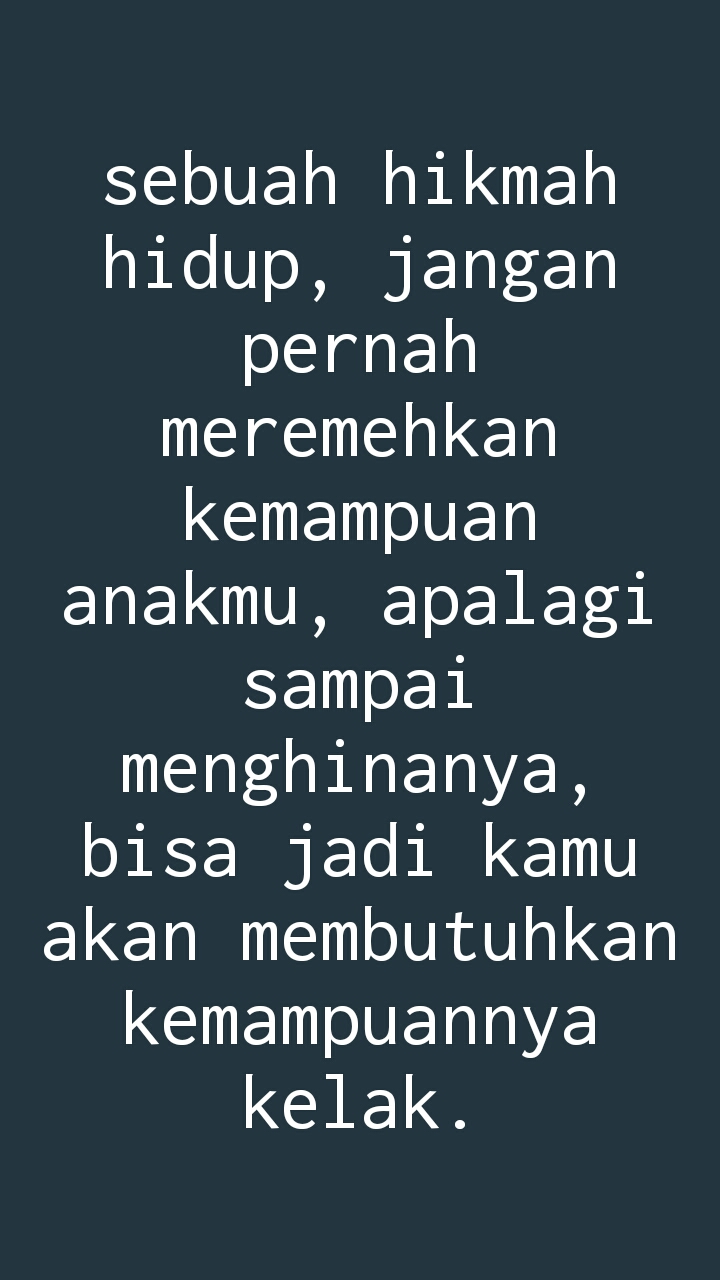 sebuah hikmah
hidup, jangan
pernah
meremehkan
kemampuan
anakmu, apalagi
sampai
menghinanya,
bisa jadi kamu
akan membutuhkan
kemampuannya
kelak.